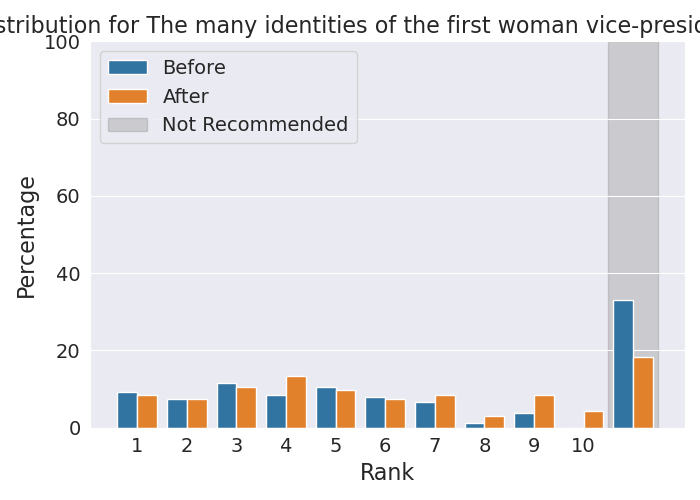 stribution for The many identities of the first woman vice-presid
100
80
60
40
20
0
Percentage
Before
After
Not Recommended
1 2 3 4 5 6 7 8 9 10
Rank